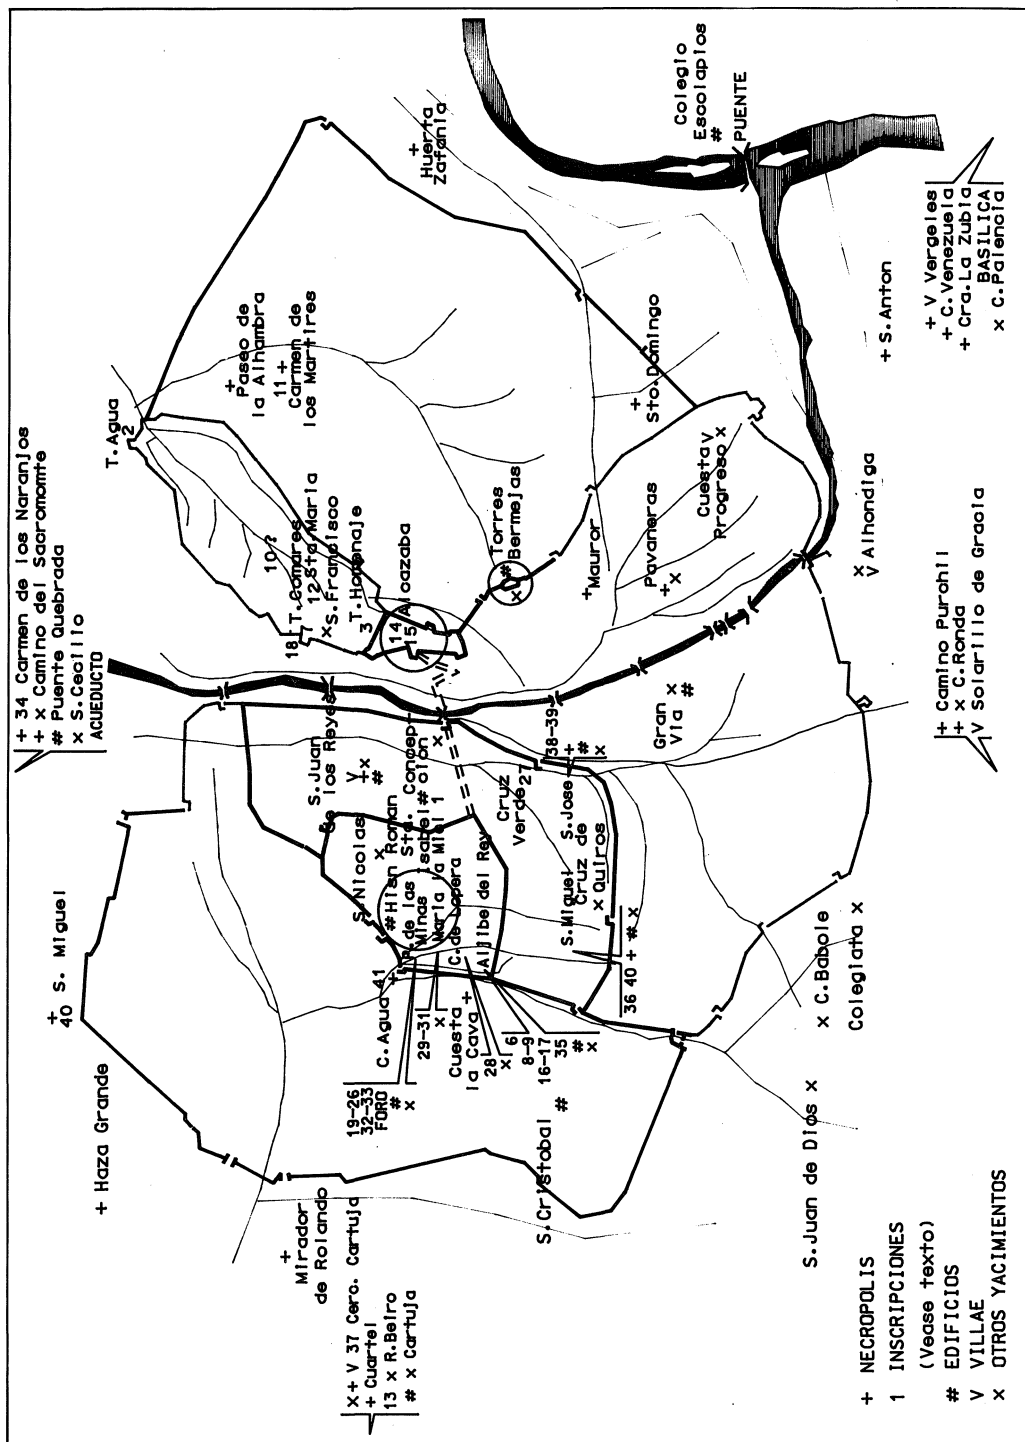 + 34 Carmen de los Naranjos
+ x Camino del Sacromomte
# Puente Quebrada
x S.Cecilio
ACUEDUCTO
T.Agua
2
+
Paseo de
la Alhambra
11 +
Carmen de
los Martires
+
Huerta
Zafania
Colegio
Escolapios
#
PUENTE
10 ?
18
T.Comares
7
12 Sta Maria
x S.Francisco
T.Homenaje
3
14
15 Alcazaba
Torres
# Bermejas
x
+ Mauror
+
Sto.Domingo
Pavaneras
+ x
Cuesta V
Progreso x
+ S.Anton
+ V Vergeles
+ C.Venezuela
+ Cra.La Zubia
BASILICA
x C.Palencia
x
V Alhondiga
+ Camino Purchil
+ x C.Ronda
V Solarillo de Gracia
Gran x
Via #
38-39
+ 40 S. Miguel
+ Haza Grande
S.Juan
de los Reyes
V
+ x
#
S.Nicolas
x
# Hisn Roman
P.de las
Minas
Sta.
Isabel #
Concep-
cion
x
Maria la Miel 1
C.de Lopera
Aljibe del Rey
Cruz
Verde 27
S.Jose
+
#
x
S.Miguel
Cruz de
x Quiros
36 40 + # x
C.Agua 41
+
19-26
32-33
FORO
#
x
29-31
x
Cuesta
la Cava +
28
x
6
8-9
16-17
35
#
x
S.Cristobal #
x C.Babole
Colegiata x
S.Juan de Dios x
+
Mirador
de Rolando
x + V 37 Cerc. Cartuja
+ Cuartel
13 x R.Beiro
# x Cartuja
+ NECROPOLIS
1 INSCRIPCIONES
(Vease texto)
# EDIFICIOS
V VILLAE
x OTROS YACIMIENTOS